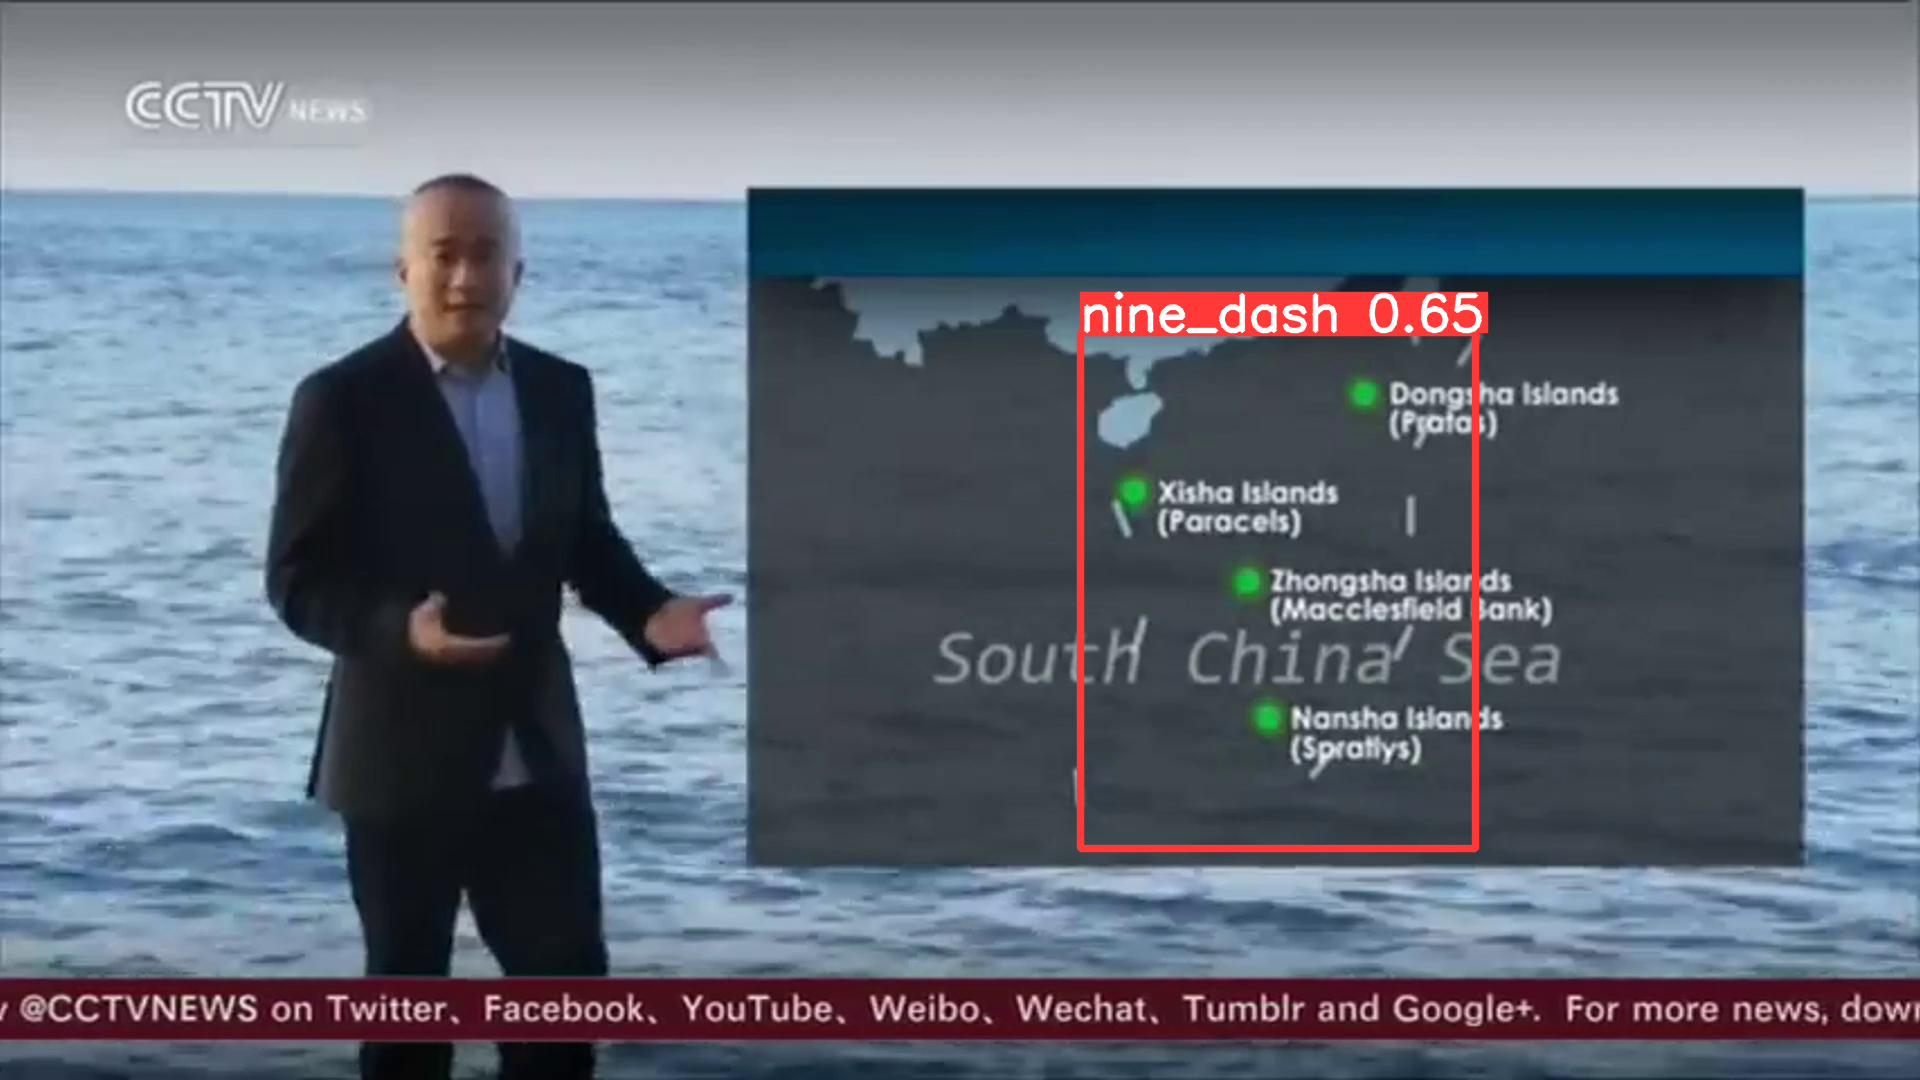 CCTV NEWS
nine_dash 0.65
Dongsha Islands
(Pratas)
Xisha Islands
(Paracels)
Zhongsha Islands
(Macclesfield Bank)
South China Sea
Nansha Islands
(Spratlys)
@CCTVNEWS on Twitter、Facebook、YouTube、Weibo、Wechat、Tumblr and Google+. For more news, down